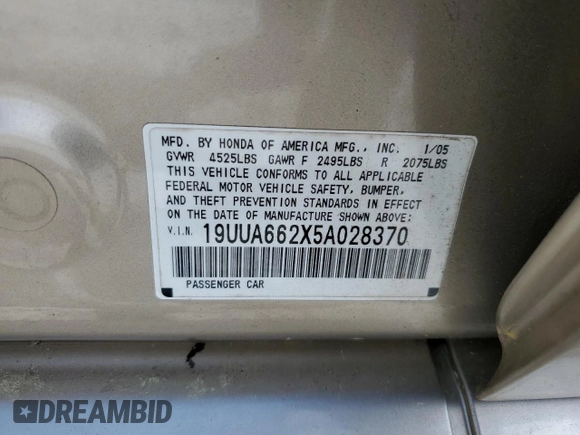 MFD. BY HONDA OF AMERICA MFG., INC. 1/05
GVWR 4525LBS GAWR F 2495LBS R 2075LBS
THIS VEHICLE CONFORMS TO ALL APPLICABLE
FEDERAL MOTOR VEHICLE SAFETY, BUMPER,
AND THEFT PREVENTION STANDARDS IN EFFECT
ON THE DATE OF MANUFACTURE SHOWN ABOVE:
V.I.N. 19UUA662X5A028370
PASSENGER CAR
DREAMBID